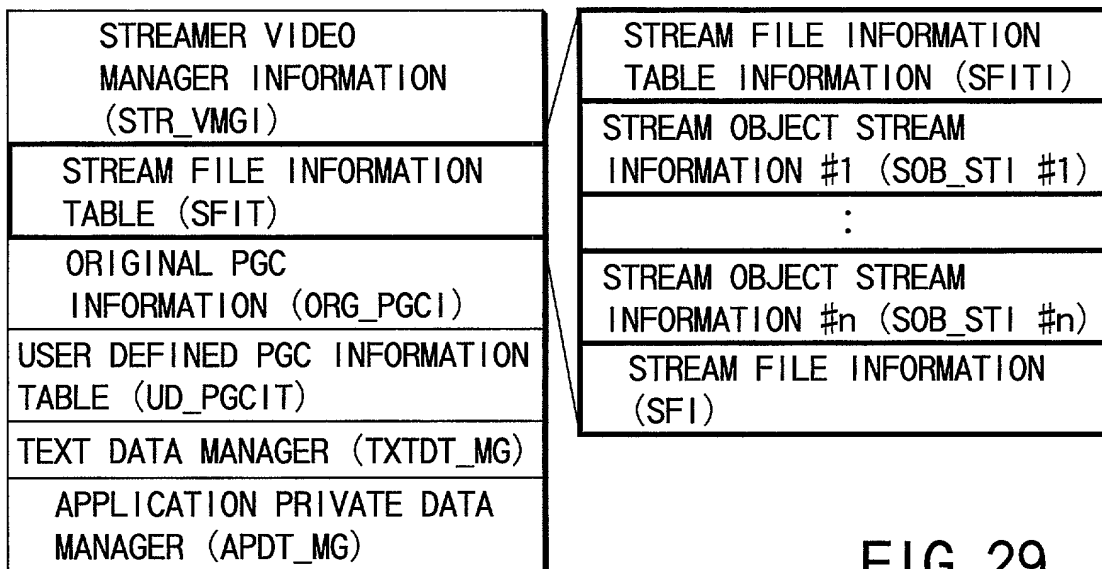 STREAMER VIDEO
MANAGER INFORMATION
(STR_VMGI)
STREAM FILE INFORMATION
TABLE (SFIT)
ORIGINAL PGC
INFORMATION (ORG_PGCI)
USER DEFINED PGC INFORMATION
TABLE (UD_PGCIT)
TEXT DATA MANAGER (TXTDT_MG)
APPLICATION PRIVATE DATA
MANAGER (APDT_MG)
STREAM FILE INFORMATION
TABLE INFORMATION (SFITI)
STREAM OBJECT STREAM
INFORMATION #1 (SOB_STI #1)
:
STREAM OBJECT STREAM
INFORMATION #n (SOB_STI #n)
STREAM FILE INFORMATION
(SFI)
FIG. 29